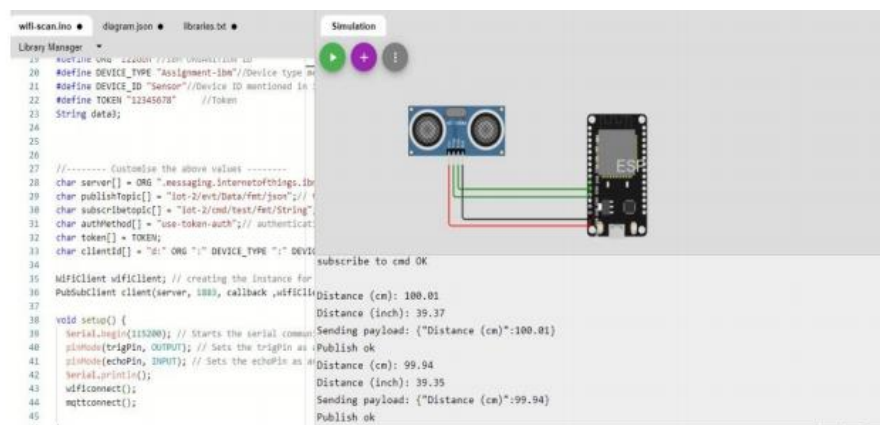 wifi-scan.ino ● diagram.json ● libraries.txt ●
Library Manager
19
20 #define DEVICE_TYPE "Assignment-ibm"//Device type
21 #define DEVICE_ID "Sensor"//Device ID mentioned in
22 #define TOKEN "12345678" //Token
23 String data3;
24
25
26
27 //-------- Customise the above values --------
28 char server[] = ORG ".messaging.internetofthings.ibm
29 char publishTopic[] = "iot-2/evt/Data/fmt/json";//
30 char subscribetopic[] = "iot-2/cmd/test/fmt/String"
31 char authMethod[] = "use-token-auth";// authenticati
32 char token[] = TOKEN;
33 char clientId[] = "d:" ORG ":" DEVICE_TYPE ":" DEVIC
34
35 WiFiClient wifiClient; // creating the instance for
36 PubSubClient client(server, 1883, callback ,wifiCli
37
38 void setup() {
39 Serial.begin(115200); // Starts the serial commun
40 pinMode(trigPin, OUTPUT); // Sets the trigPin as
41 pinMode(echoPin, INPUT); // Sets the echoPin as
42 Serial.println();
43 wificonnect();
44 mqttconnect();
45
Simulation
ESP
subscribe to cmd OK
Distance (cm): 100.01
Distance (inch): 39.37
Sending payload: {"Distance (cm)":100.01}
Publish ok
Distance (cm): 99.94
Distance (inch): 39.35
Sending payload: {"Distance (cm)":99.94}
Publish ok